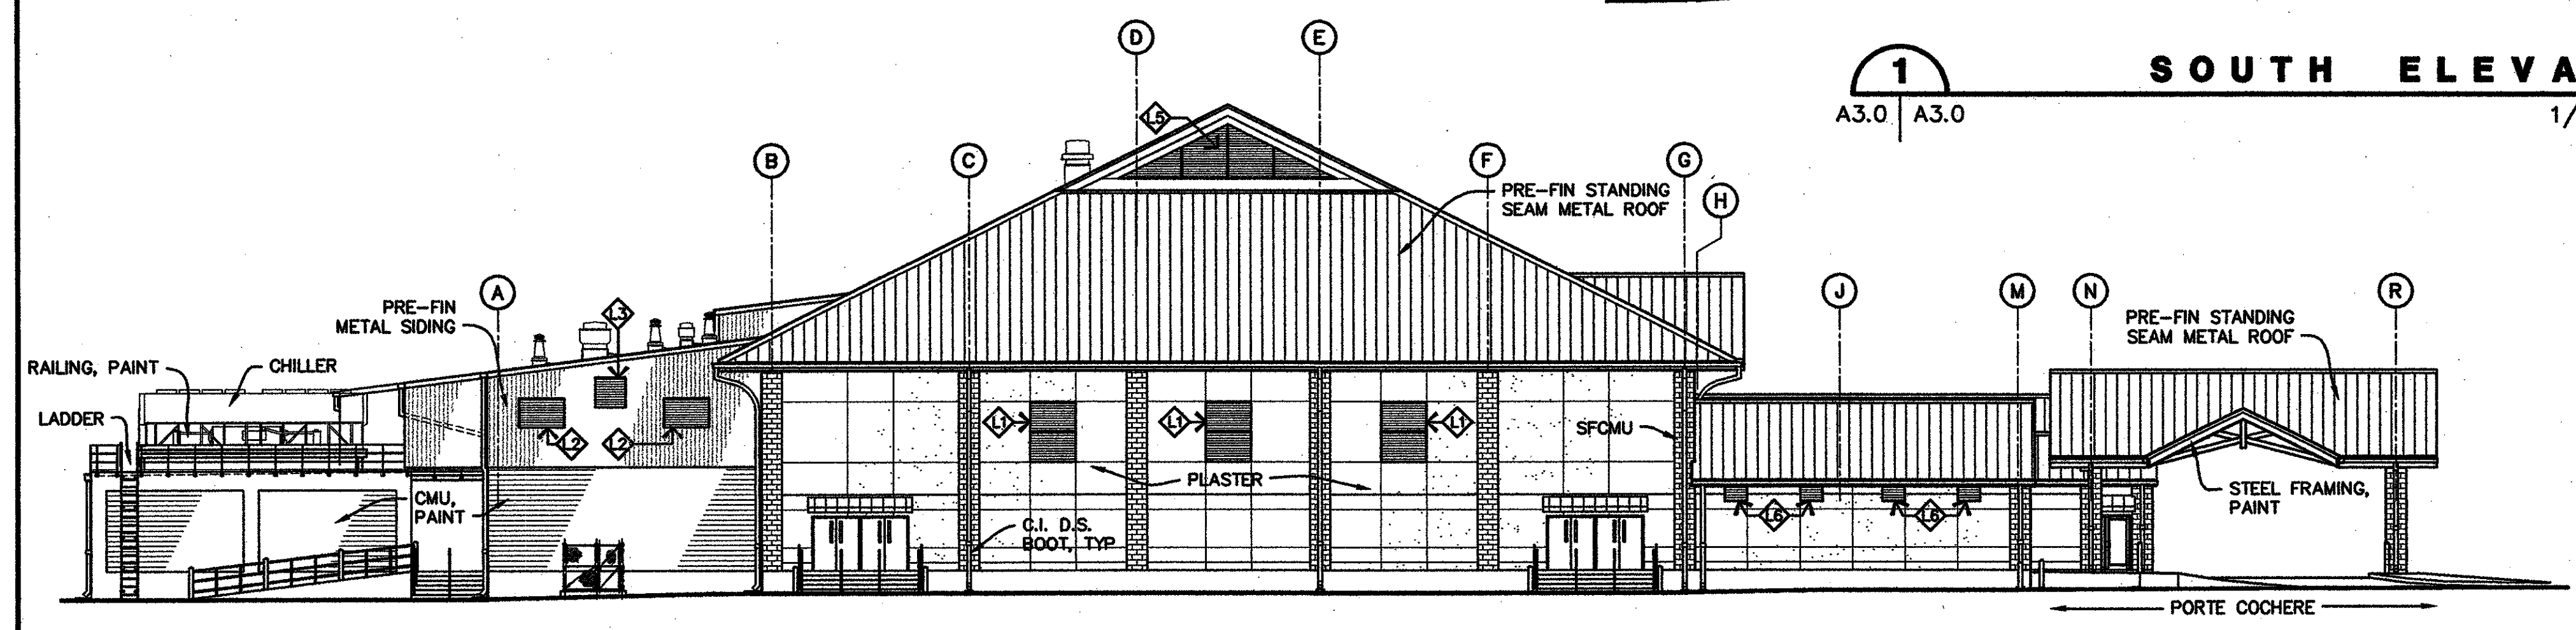 D
E
1
SOUTH ELEVA
A3.0
A3.0
1/
L5
B
C
F
G
PRE-FIN STANDING
SEAM METAL ROOF
H
A
J
M
N
R
PRE-FIN
METAL SIDING
L3
PRE-FIN STANDING
SEAM METAL ROOF
RAILING, PAINT
CHILLER
LADDER
L2
L2
L1
L1
L1
SFCMU
PLASTER
CMU,
PAINT
STEEL FRAMING,
PAINT
L6
L6
C.I. D.S.
BOOT, TYP
PORTE COCHERE